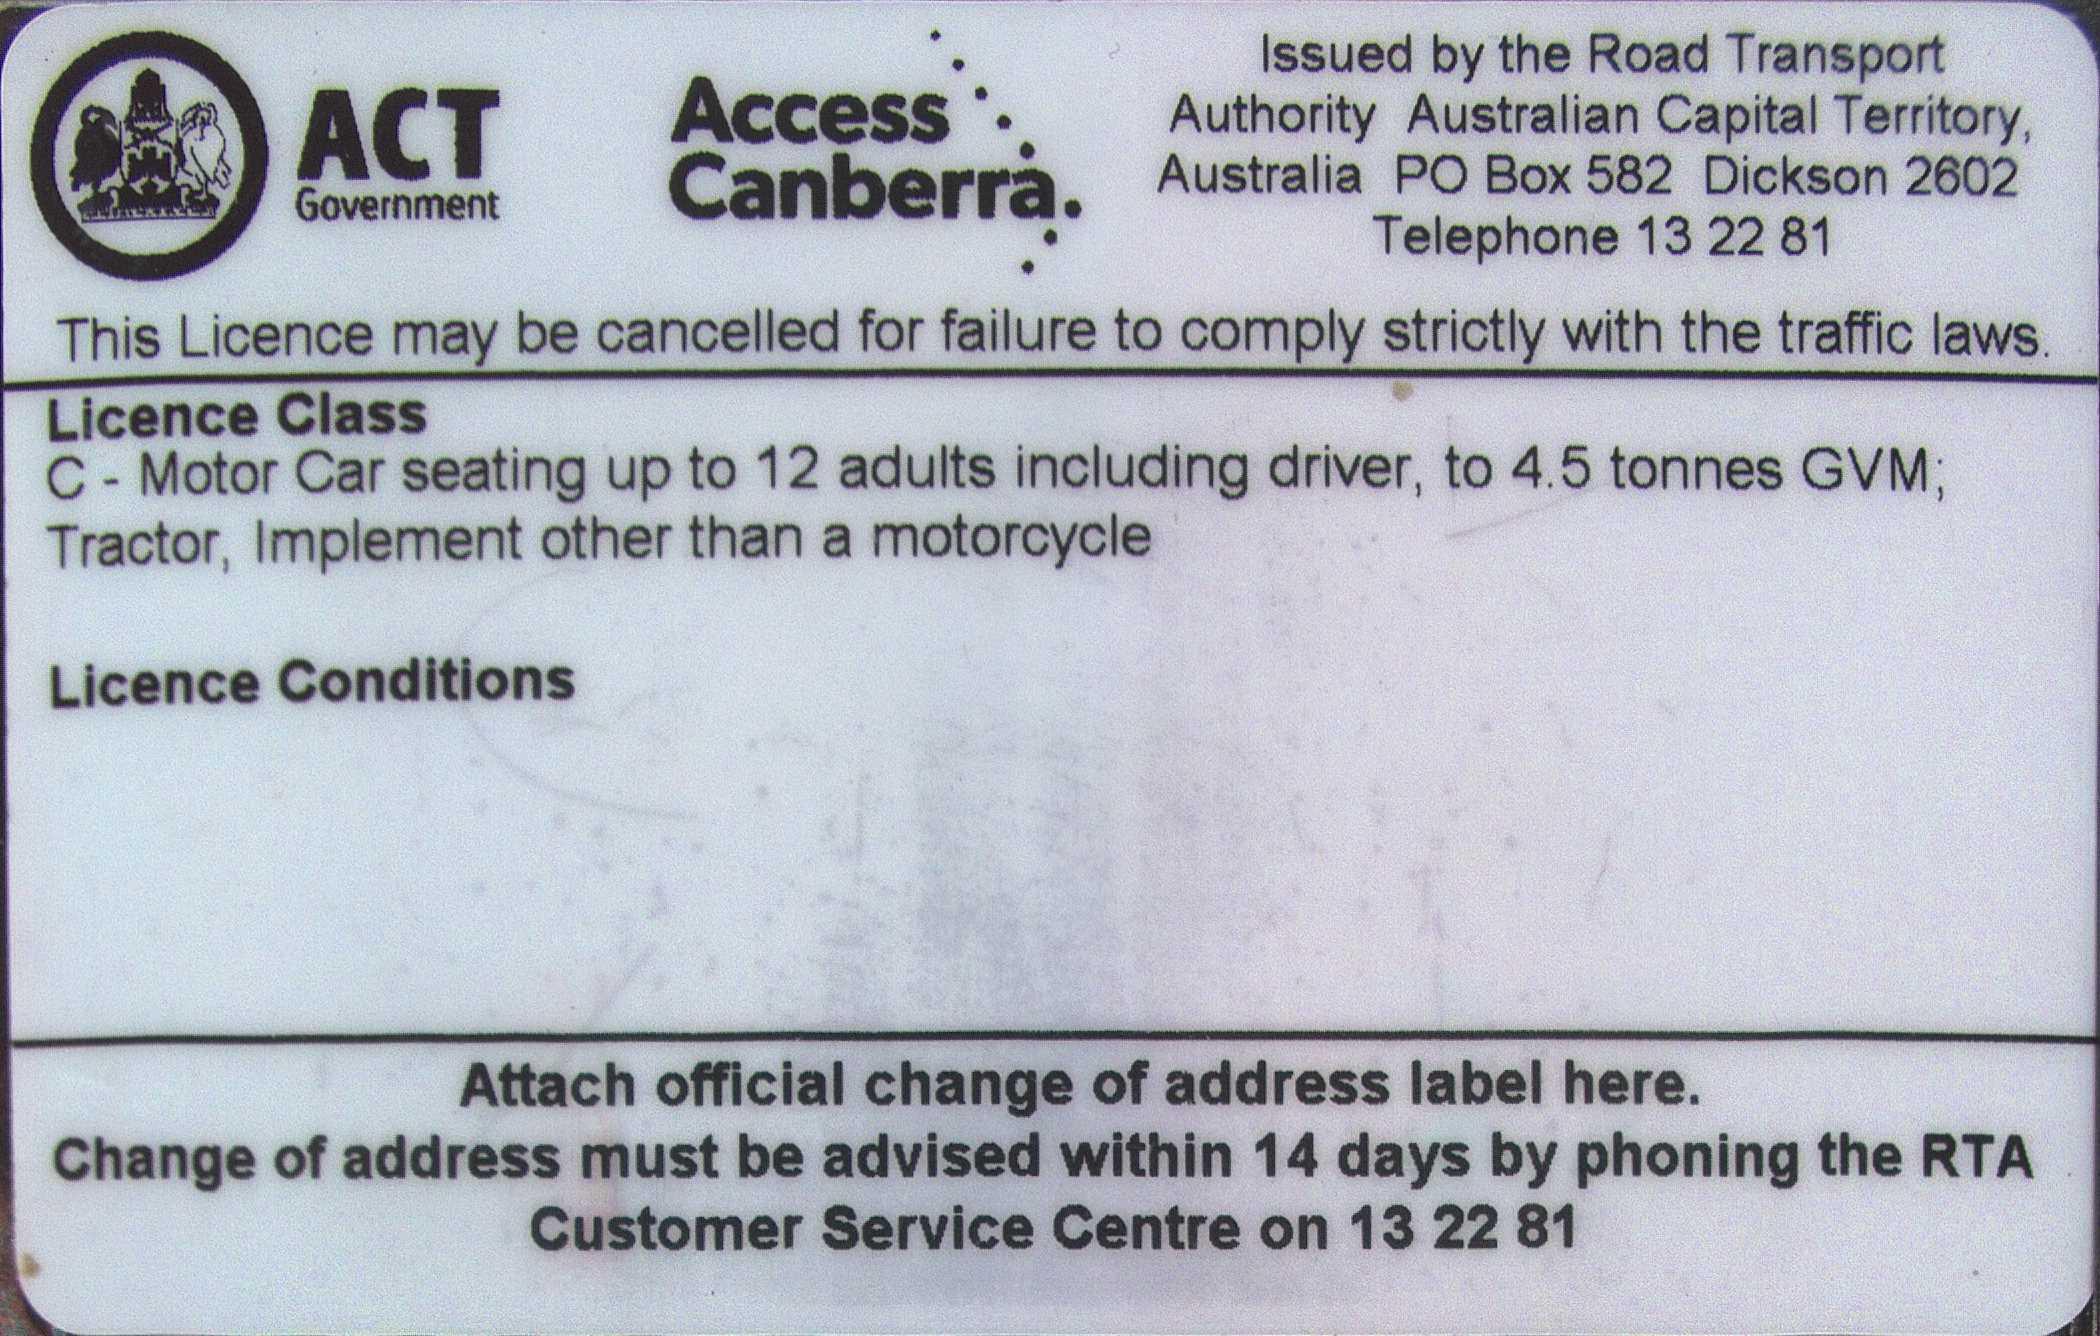 ACT
Government
Access
Canberra.
Issued by the Road Transport
Authority Australian Capital Territory,
Australia PO Box 582 Dickson 2602
Telephone 13 22 81
This Licence may be cancelled for failure to comply strictly with the traffic laws.
Licence Class
C - Motor Car seating up to 12 adults including driver, to 4.5 tonnes GVM;
Tractor, Implement other than a motorcycle
Licence Conditions
Attach official change of address label here.
Change of address must be advised within 14 days by phoning the RTA
Customer Service Centre on 13 22 81